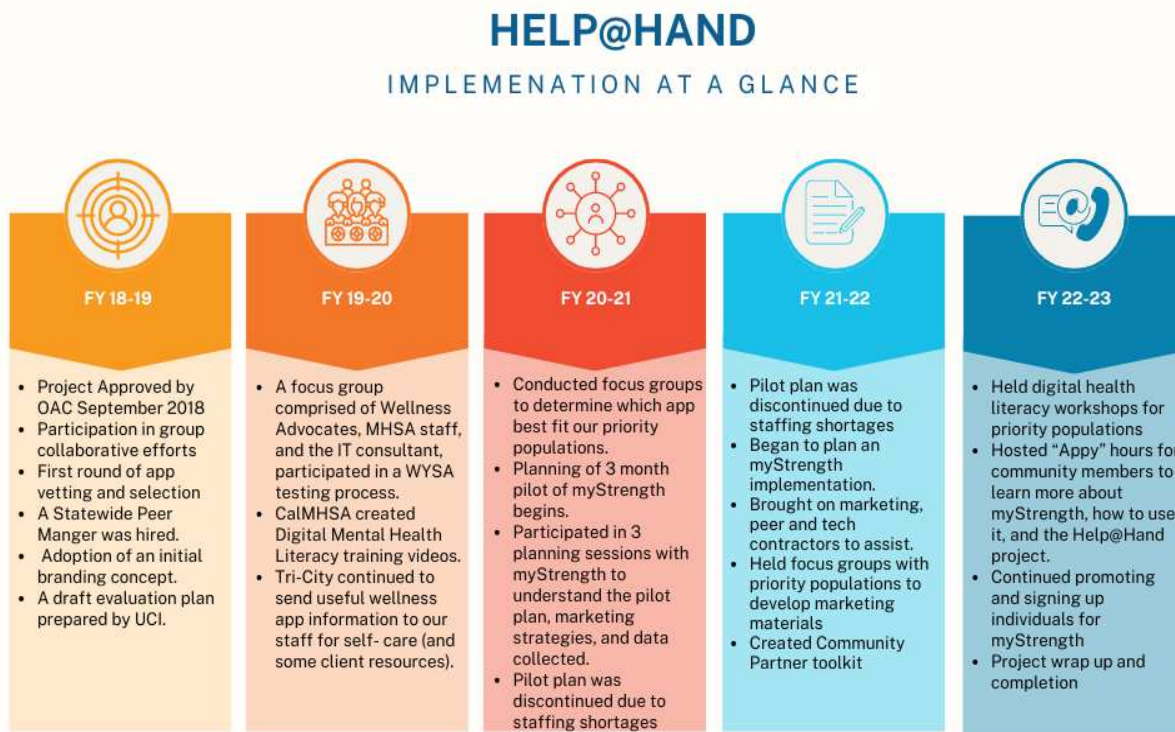 HELP@HAND
IMPLEMENATION AT A GLANCE
FY 18-19
• Project Approved by
OAC September 2018
• Participation in group
collaborative efforts
• First round of app
vetting and selection
• A Statewide Peer
Manger was hired.
• Adoption of an initial
branding concept.
• A draft evaluation plan
prepared by UCI.
FY 19-20
• A focus group
comprised of Wellness
Advocates, MHSA staff,
and the IT consultant,
participated in a WYSA
testing process.
• CalMHSA created
Digital Mental Health
Literacy training videos.
• Tri-City continued to
send useful wellness
app information to our
staff for self- care (and
some client resources).
FY 20-21
• Conducted focus groups
to determine which app
best fit our priority
populations.
• Planning of 3 month
pilot of myStrength
begins.
• Participated in 3
planning sessions with
myStrength to
understand the pilot
plan, marketing
strategies, and data
collected.
• Pilot plan was
discontinued due to
staffing shortages
FY 21-22
• Pilot plan was
discontinued due to
staffing shortages
• Began to plan an
myStrength
implementation.
• Brought on marketing,
peer and tech
contractors to assist.
• Held focus groups with
priority populations to
develop marketing
materials
• Created Community
Partner toolkit
FY 22-23
• Held digital health
literacy workshops for
priority populations
• Hosted “Appy” hours for
community members to
learn more about
myStrength, how to use
it, and the Help@Hand
project.
• Continued promoting
and signing up
individuals for
myStrength
• Project wrap up and
completion